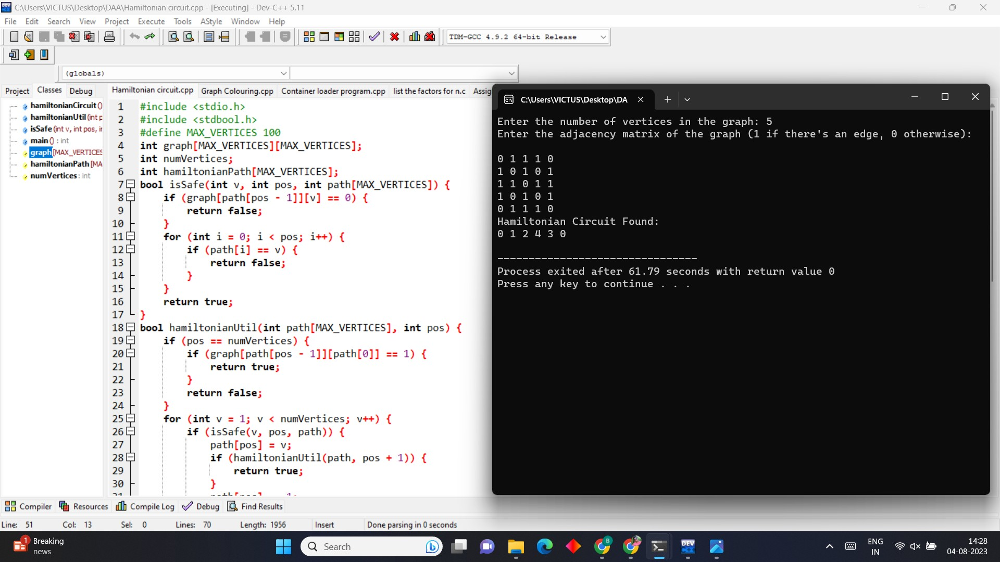 C:\Users\VICTUS\Desktop\DAA\Hamiltonian circuit.cpp - [Executing] - Dev-C++ 5.11
File Edit Search View Project Execute Tools AStyle Window Help
TDM-GCC 4.9.2 64-bit Release
(globals)
Project Classes Debug
hamiltonianCircuit ()
hamiltonianUtil (int p
isSafe (int v, int pos, ir
main () : int
graph [MAX_VERTICES
hamiltonianPath [MA
numVertices : int
Hamiltonian circuit.cpp Graph Colouring.cpp Container loader program.cpp list the factors for n.c Assig
1 #include <stdio.h>
2 #include <stdbool.h>
3 #define MAX_VERTICES 100
4 int graph[MAX_VERTICES][MAX_VERTICES];
5 int numVertices;
6 int hamiltonianPath[MAX_VERTICES];
7 bool isSafe(int v, int pos, int path[MAX_VERTICES]) {
8 if (graph[path[pos - 1]][v] == 0) {
9 return false;
10 }
11 for (int i = 0; i < pos; i++) {
12 if (path[i] == v) {
13 return false;
14 }
15 }
16 return true;
17 }
18 bool hamiltonianUtil(int path[MAX_VERTICES], int pos) {
19 if (pos == numVertices) {
20 if (graph[path[pos - 1]][path[0]] == 1) {
21 return true;
22 }
23 return false;
24 }
25 for (int v = 1; v < numVertices; v++) {
26 if (isSafe(v, pos, path)) {
27 path[pos] = v;
28 if (hamiltonianUtil(path, pos + 1)) {
29 return true;
30 }
C:\Users\VICTUS\Desktop\DA
Enter the number of vertices in the graph: 5
Enter the adjacency matrix of the graph (1 if there's an edge, 0 otherwise):
0 1 1 1 0
1 0 1 0 1
1 1 0 1 1
1 0 1 0 1
0 1 1 1 0
Hamiltonian Circuit Found:
0 1 2 4 3 0
--------------------------------
Process exited after 61.79 seconds with return value 0
Press any key to continue . . .
Compiler Resources Compile Log Debug Find Results
Line: 51 Col: 13 Sel: 0 Lines: 70 Length: 1956 Insert Done parsing in 0 seconds
1 Breaking
news
Search
DEV
ENG
IN
14:28
04-08-2023